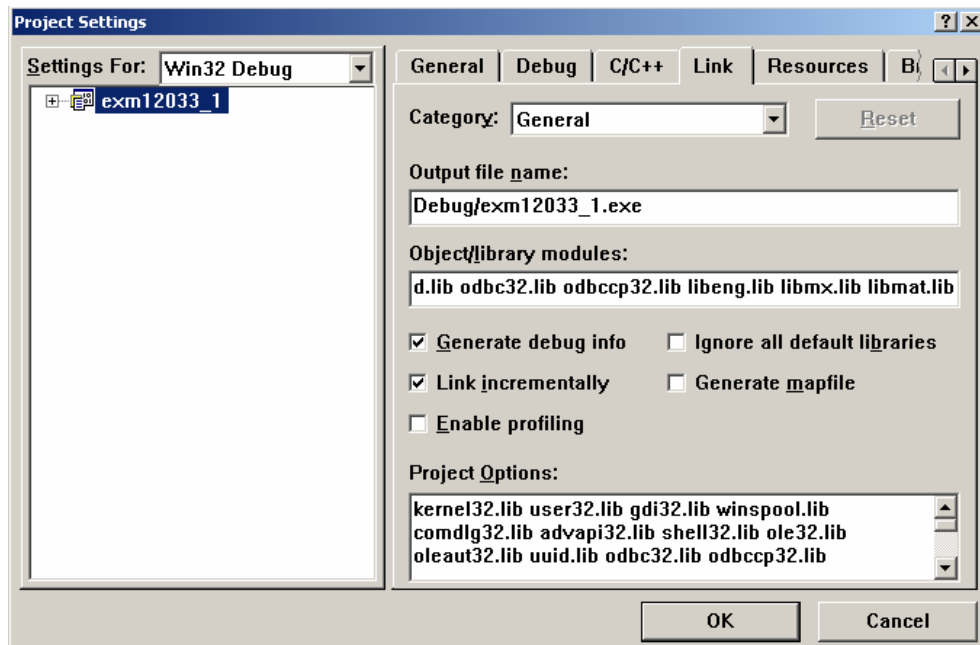 Project Settings
Settings For: Win32 Debug
exm12033_1
General Debug C/C++ Link Resources
Category: General
Reset
Output file name:
Debug/exm12033_1.exe
Object/library modules:
d.lib odbc32.lib odbccp32.lib libeng.lib libmx.lib libmat.lib
Generate debug info
Ignore all default libraries
Link incrementally
Generate mapfile
Enable profiling
Project Options:
kernel32.lib user32.lib gdi32.lib winspool.lib
comdlg32.lib advapi32.lib shell32.lib ole32.lib
oleaut32.lib uuid.lib odbc32.lib odbccp32.lib
OK
Cancel